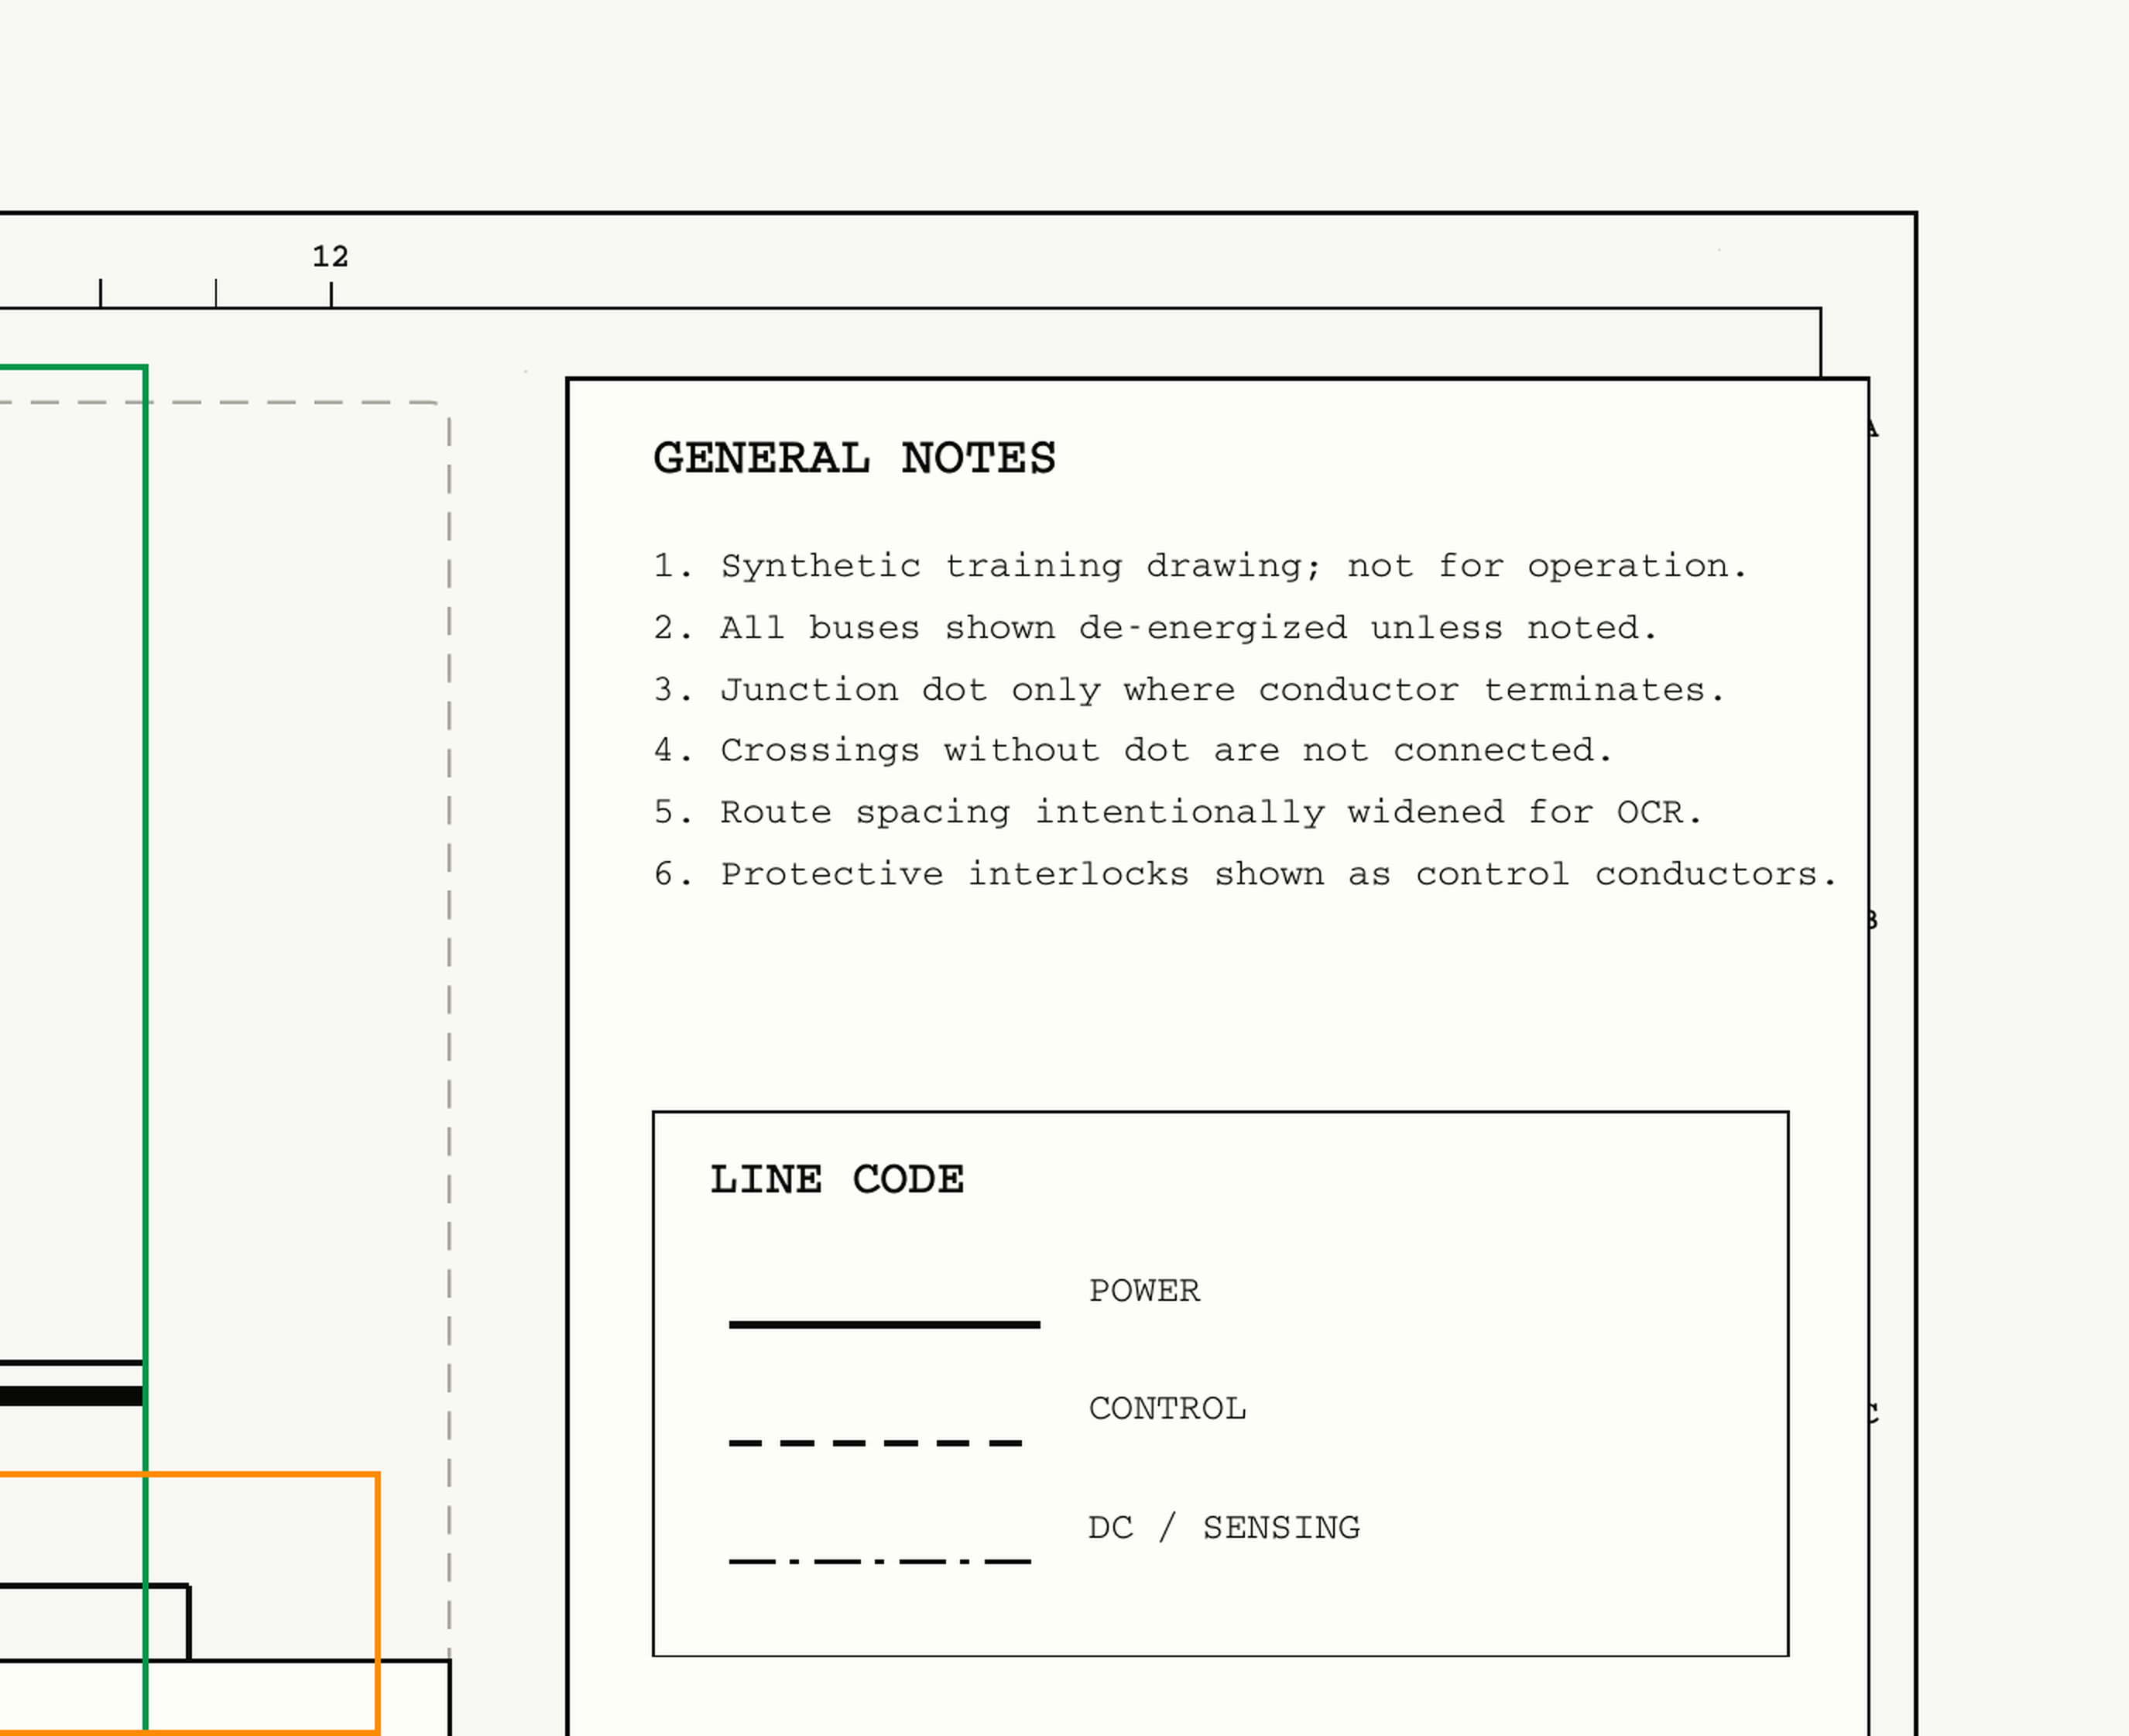 12
GENERAL NOTES
1. Synthetic training drawing; not for operation.
2. All buses shown de-energized unless noted.
3. Junction dot only where conductor terminates.
4. Crossings without dot are not connected.
5. Route spacing intentionally widened for OCR.
6. Protective interlocks shown as control conductors.
LINE CODE
POWER
CONTROL
DC / SENSING